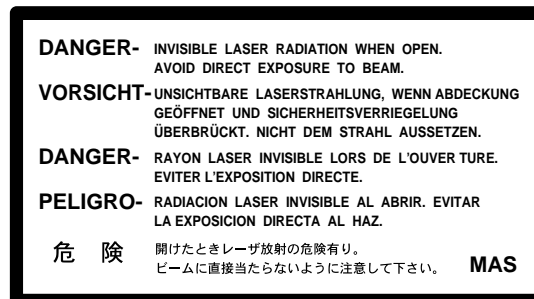 DANGER- INVISIBLE LASER RADIATION WHEN OPEN.
AVOID DIRECT EXPOSURE TO BEAM.
VORSICHT- UNSICHTBARE LASERSTRAHLUNG, WENN ABDECKUNG
GEÖFFNET UND SICHERHEITSVERRIEGELUNG
ÜBERBRÜCKT. NICHT DEM STRAHL AUSSETZEN.
DANGER- RAYON LASER INVISIBLE LORS DE L'OUVER TURE.
EVITER L'EXPOSITION DIRECTE.
PELIGRO- RADIACION LASER INVISIBLE AL ABRIR. EVITAR
LA EXPOSICION DIRECTA AL HAZ.
危 険 開けたときレーザ放射の危険有り。
ビームに直接当たらないように注意して下さい。 MAS